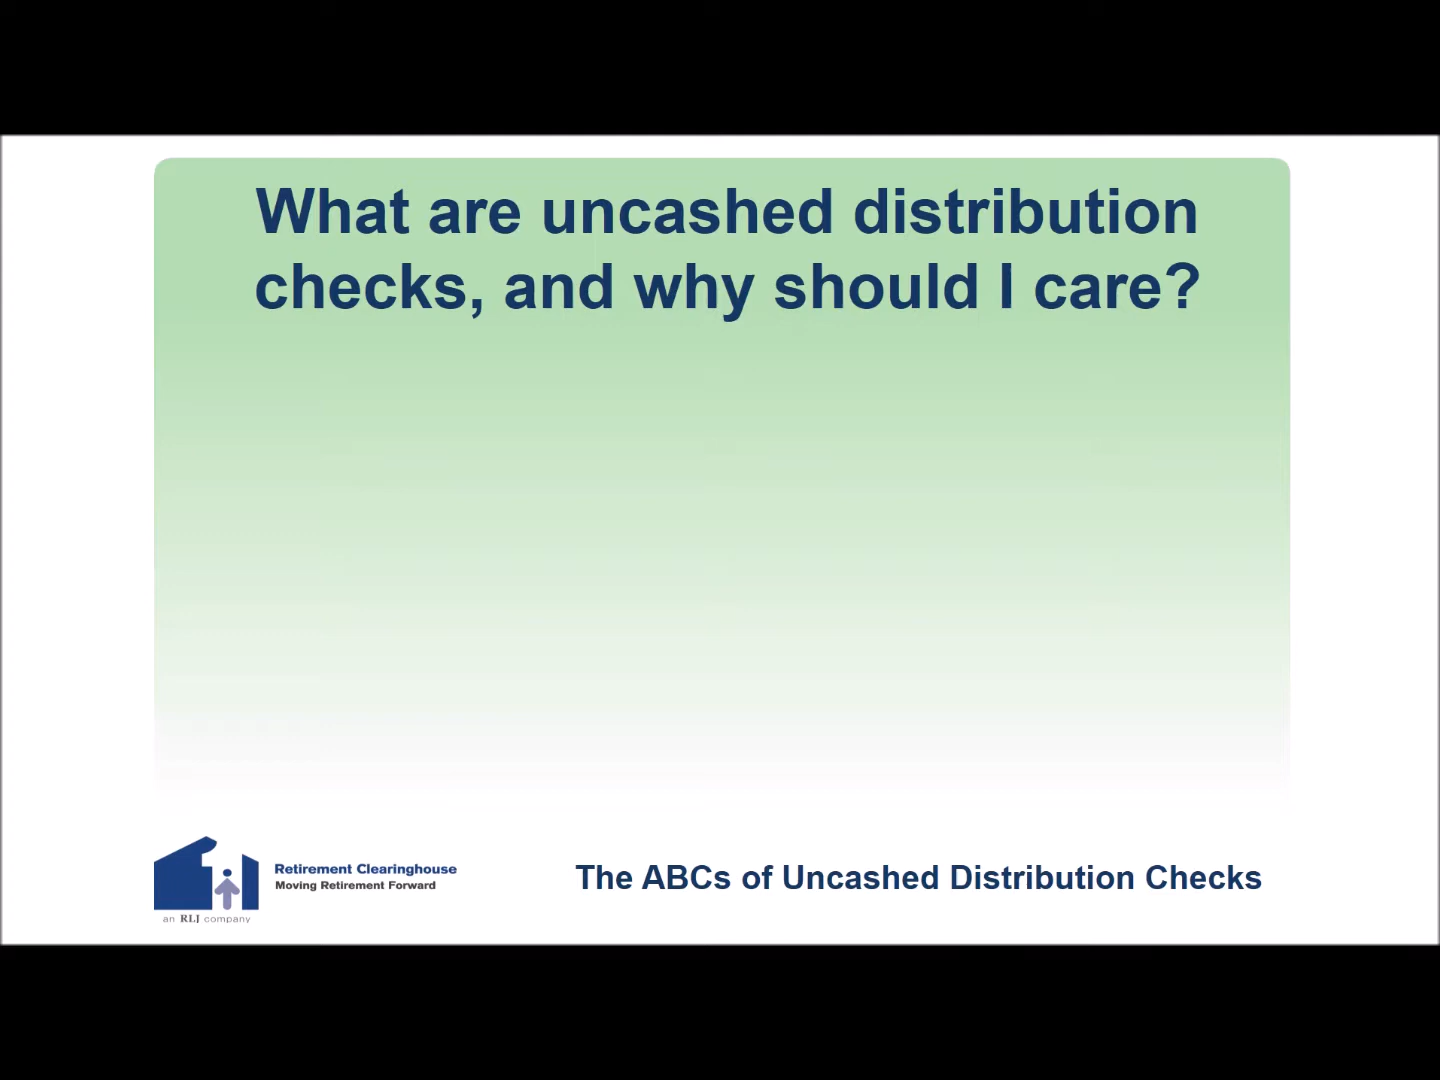 What are uncashed distribution
checks, and why should I care?
Retirement Clearinghouse
Moving Retirement Forward
an RLJ company
The ABCs of Uncashed Distribution Checks